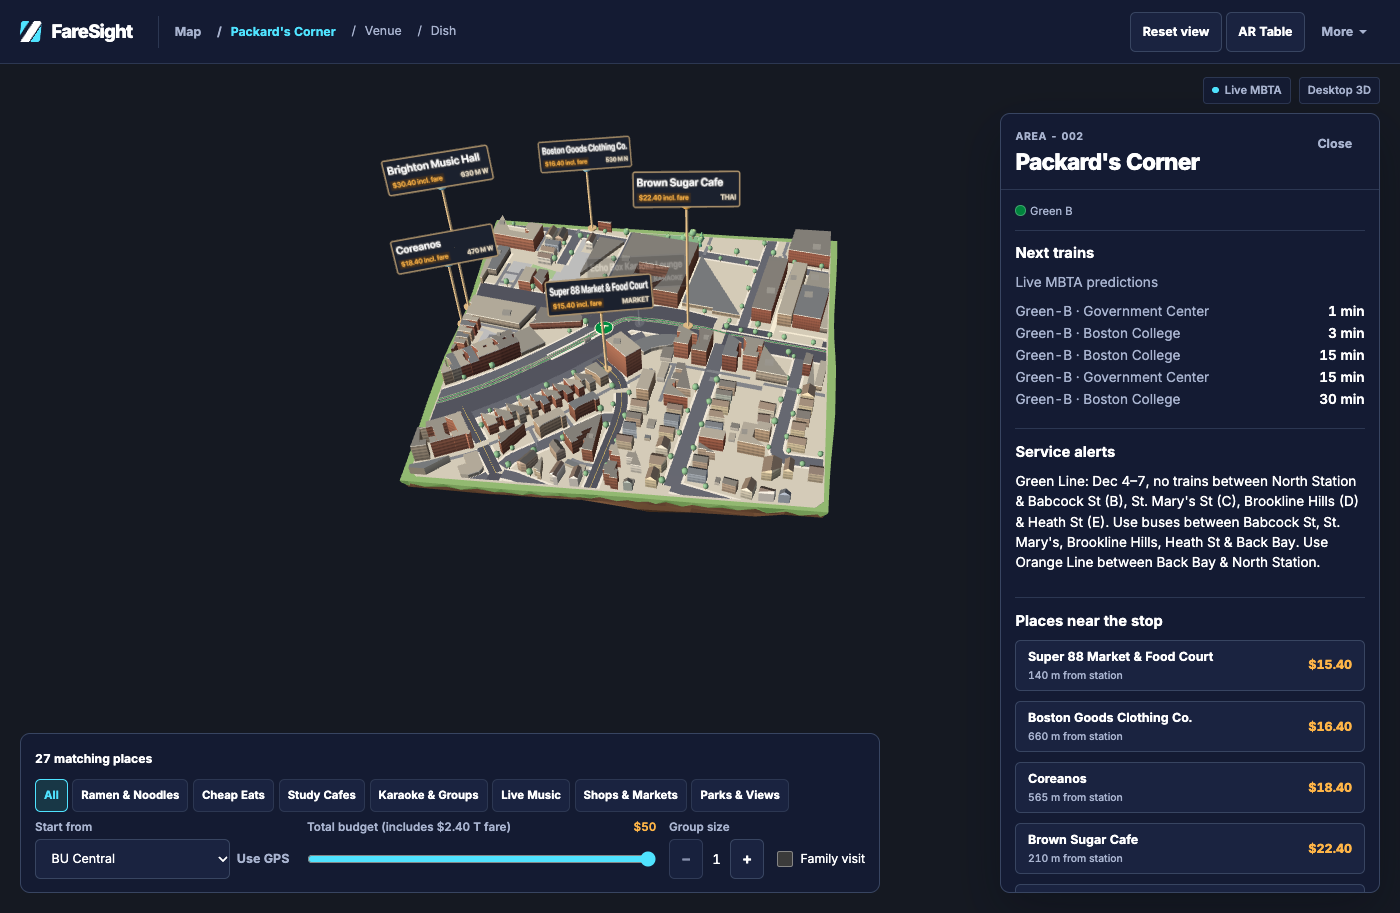 FareSight
Map / Packard's Corner / Venue / Dish
Reset view
AR Table
More
Live MBTA
Desktop 3D
Brighton Music Hall
$30.40 incl. fare
630 M W
Boston Goods Clothing Co.
$16.40 incl. fare
530 M N
Brown Sugar Cafe
$22.40 incl. fare
THAI
Coreanos
$18.40 incl. fare
470 M W
Super 88 Market & Food Court
$15.40 incl. fare
MARKET
AREA - 002
Packard's Corner
Close
Green B
Next trains
Live MBTA predictions
Green-B · Government Center 1 min
Green-B · Boston College 3 min
Green-B · Boston College 15 min
Green-B · Government Center 15 min
Green-B · Boston College 30 min
Service alerts
Green Line: Dec 4–7, no trains between North Station
& Babcock St (B), St. Mary's St (C), Brookline Hills (D)
& Heath St (E). Use buses between Babcock St, St.
Mary's, Brookline Hills, Heath St & Back Bay. Use
Orange Line between Back Bay & North Station.
Places near the stop
Super 88 Market & Food Court
140 m from station
$15.40
Boston Goods Clothing Co.
660 m from station
$16.40
Coreanos
565 m from station
$18.40
Brown Sugar Cafe
210 m from station
$22.40
27 matching places
All
Ramen & Noodles
Cheap Eats
Study Cafes
Karaoke & Groups
Live Music
Shops & Markets
Parks & Views
Start from
BU Central
Use GPS
Total budget (includes $2.40 T fare) $50
Group size
− 1 +
Family visit